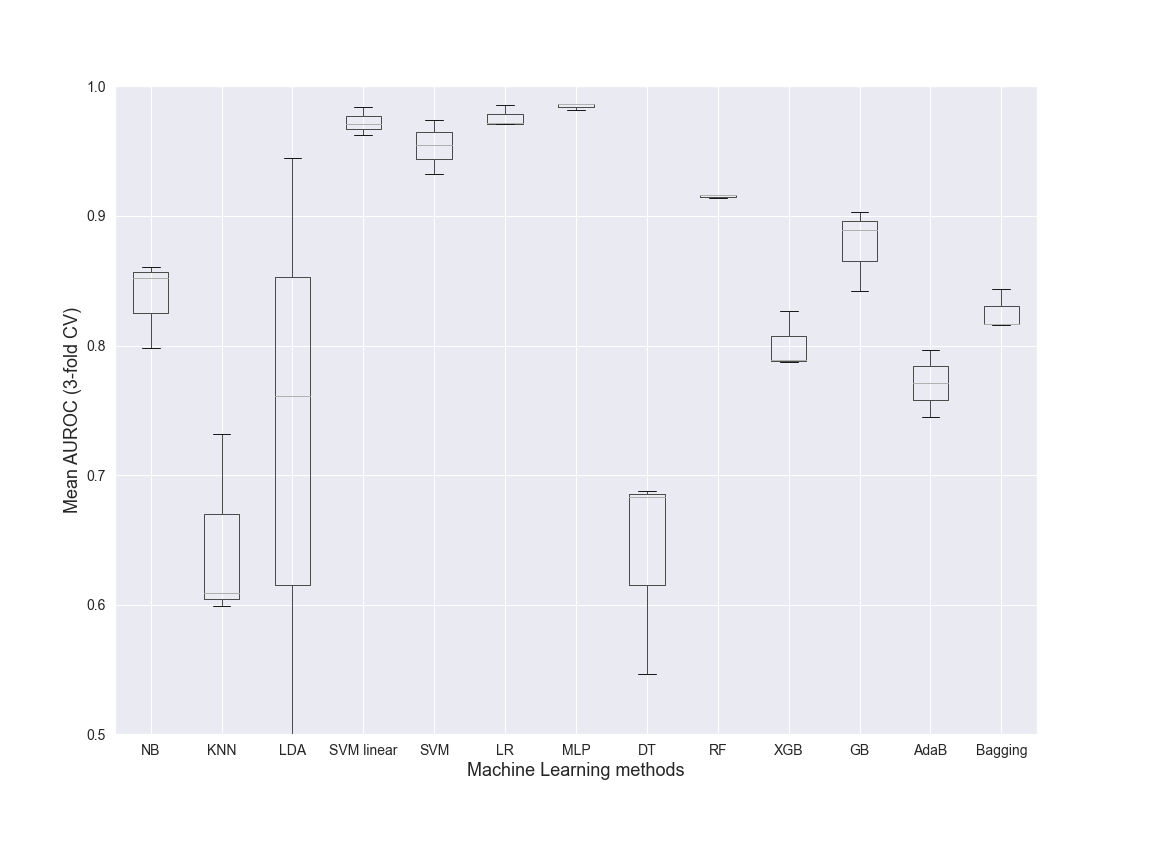 1.0
0.9
0.8
0.7
0.6
0.5
Mean AUROC (3-fold CV)
NB KNN LDA SVM linear SVM LR MLP DT RF XGB GB AdaB Bagging
Machine Learning methods